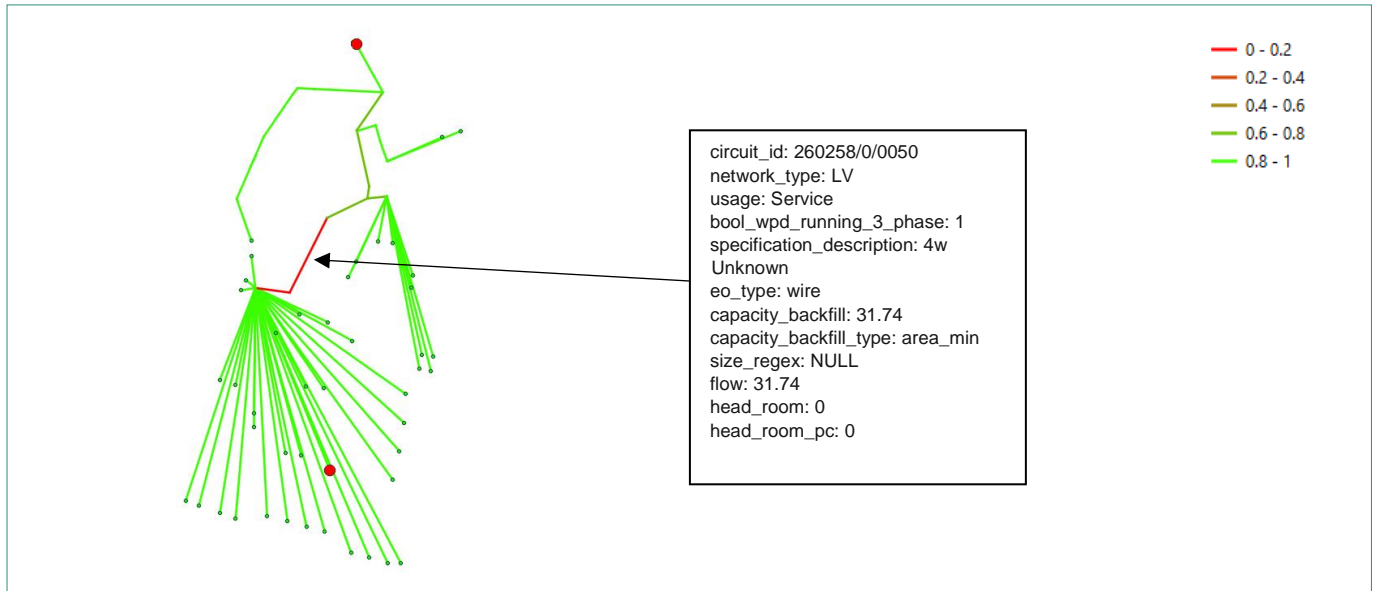 0 - 0.2
0.2 - 0.4
0.4 - 0.6
0.6 - 0.8
0.8 - 1
circuit_id: 260258/0/0050
network_type: LV
usage: Service
bool_wpd_running_3_phase: 1
specification_description: 4w
Unknown
eo_type: wire
capacity_backfill: 31.74
capacity_backfill_type: area_min
size_regex: NULL
flow: 31.74
head_room: 0
head_room_pc: 0